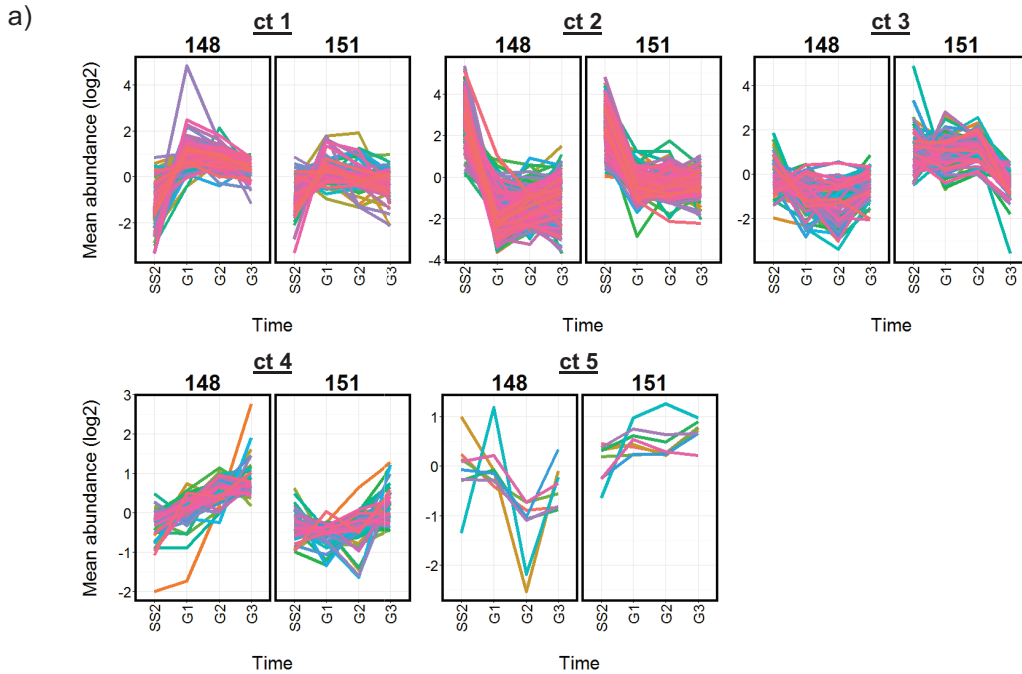 a)
ct 1
ct 2
ct 3
148 151
148 151
148 151
Mean abundance (log2)
4
2
0
-2
4
2
0
-2
-4
4
2
0
-2
SS2 G1 G2 G3 SS2 G1 G2 G3
SS2 G1 G2 G3 SS2 G1 G2 G3
SS2 G1 G2 G3 SS2 G1 G2 G3
Time
Time
Time
ct 4
ct 5
148 151
148 151
Mean abundance (log2)
3
2
1
0
-1
-2
1
0
-1
-2
SS2 G1 G2 G3 SS2 G1 G2 G3
SS2 G1 G2 G3 SS2 G1 G2 G3
Time
Time